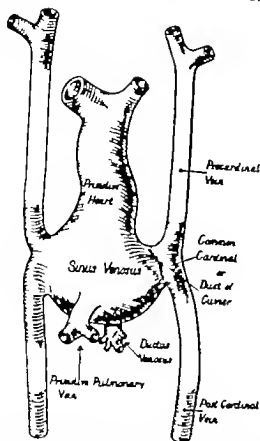 Precardinal
Vein
Primitive
Heart
Common
Cardinal
or
Duct of
Cuvier
Sinus Venosus
Ductus
Venosus
Primitive Pulmonary
Vein
Post Cardinal
Vein